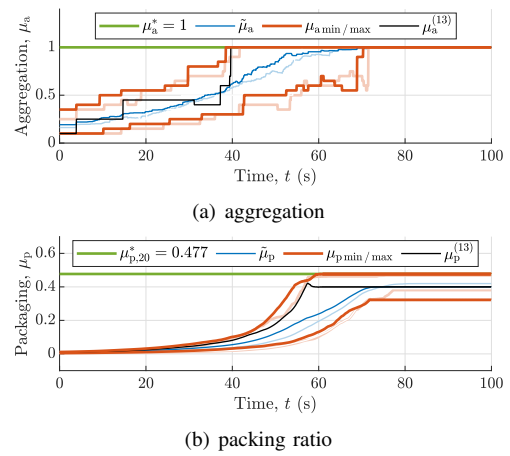 μ*a = 1 μ̃a μa min/max μa(13)
Aggregation, μa
1
0.5
0
0 20 40 60 80 100
Time, t (s)
(a) aggregation
μ*p,20 = 0.477 μ̃p μp min/max μp(13)
Packaging, μp
0.6
0.4
0.2
0
0 20 40 60 80 100
Time, t (s)
(b) packing ratio